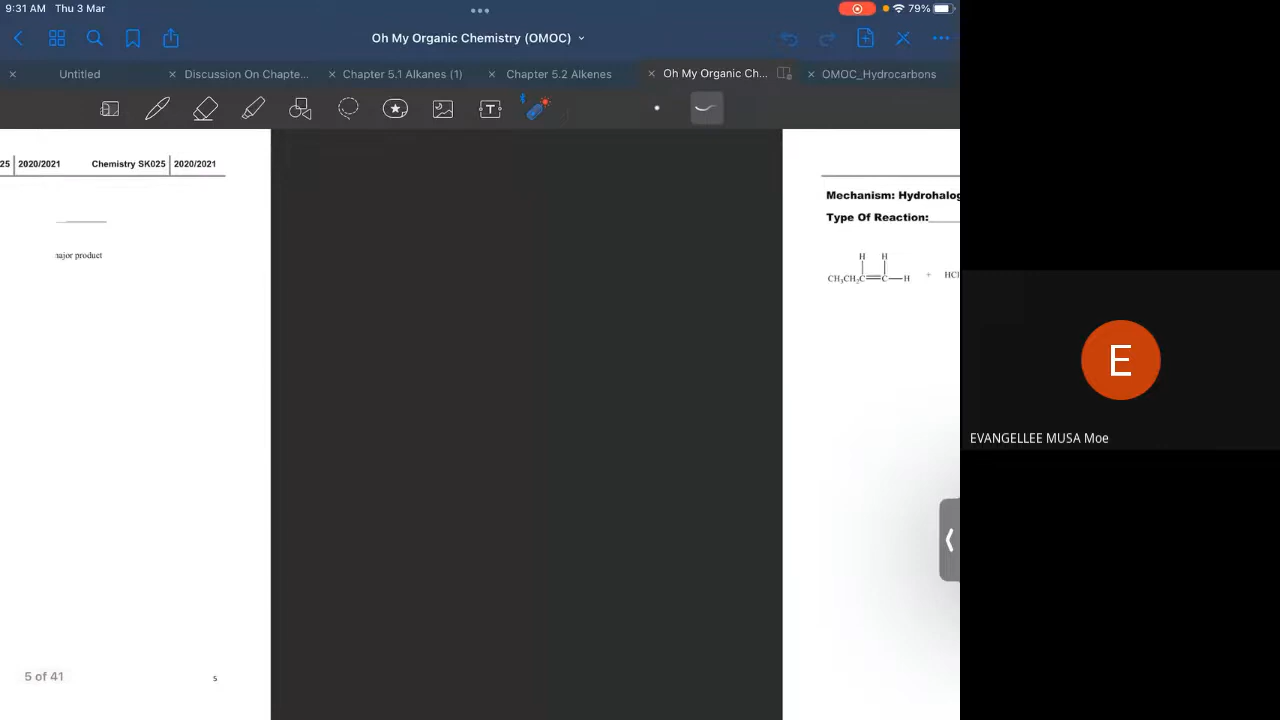 9:31 AM Thu 3 Mar
79%
Oh My Organic Chemistry (OMOC)
Untitled
Discussion On Chapte...
Chapter 5.1 Alkanes (1)
Chapter 5.2 Alkenes
Oh My Organic Ch...
OMOC_Hydrocarbons
25 2020/2021 Chemistry SK025 2020/2021
major product
5 of 41
5
Mechanism: Hydrohalog
Type Of Reaction:
H H
CH3CH2C=C—H + HCl
E
EVANGELLEE MUSA Moe